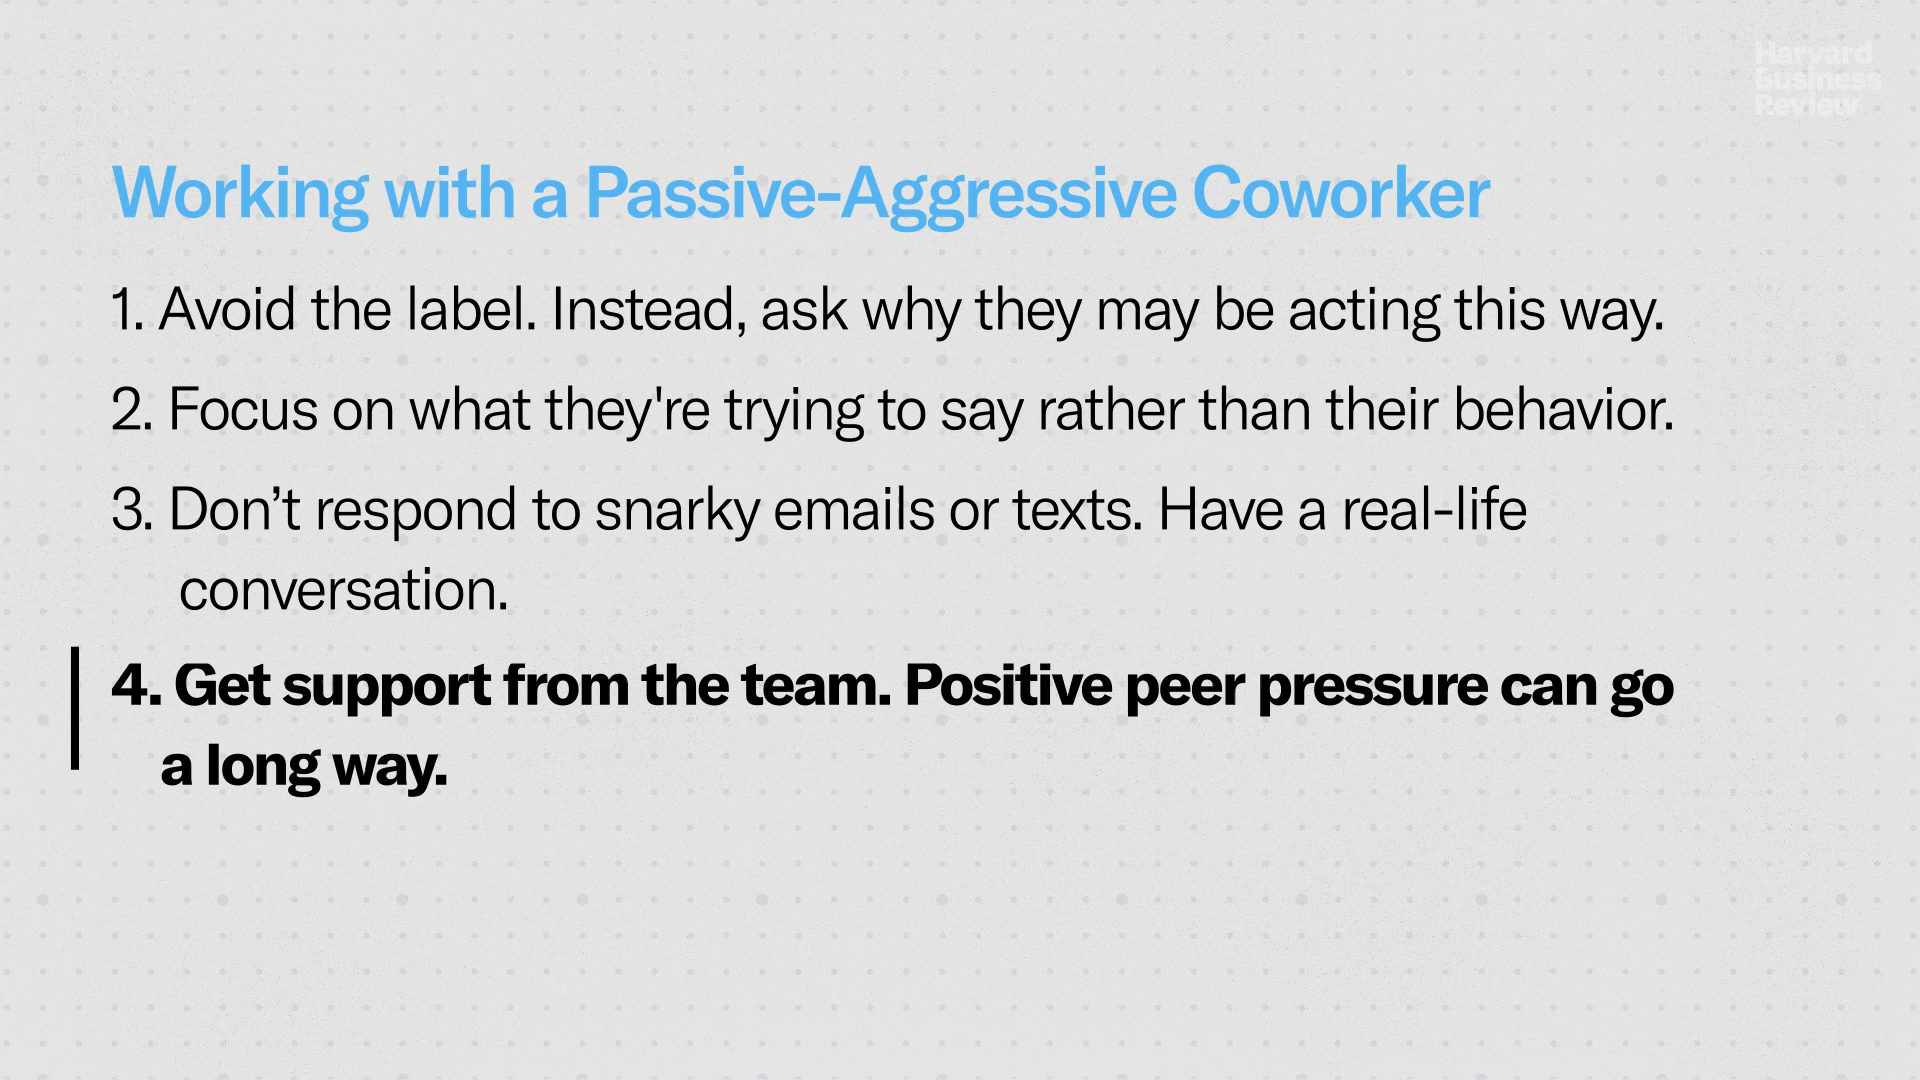 Harvard
Business
Review
Working with a Passive-Aggressive Coworker
1. Avoid the label. Instead, ask why they may be acting this way.
2. Focus on what they're trying to say rather than their behavior.
3. Don’t respond to snarky emails or texts. Have a real-life
conversation.
4. Get support from the team. Positive peer pressure can go
a long way.